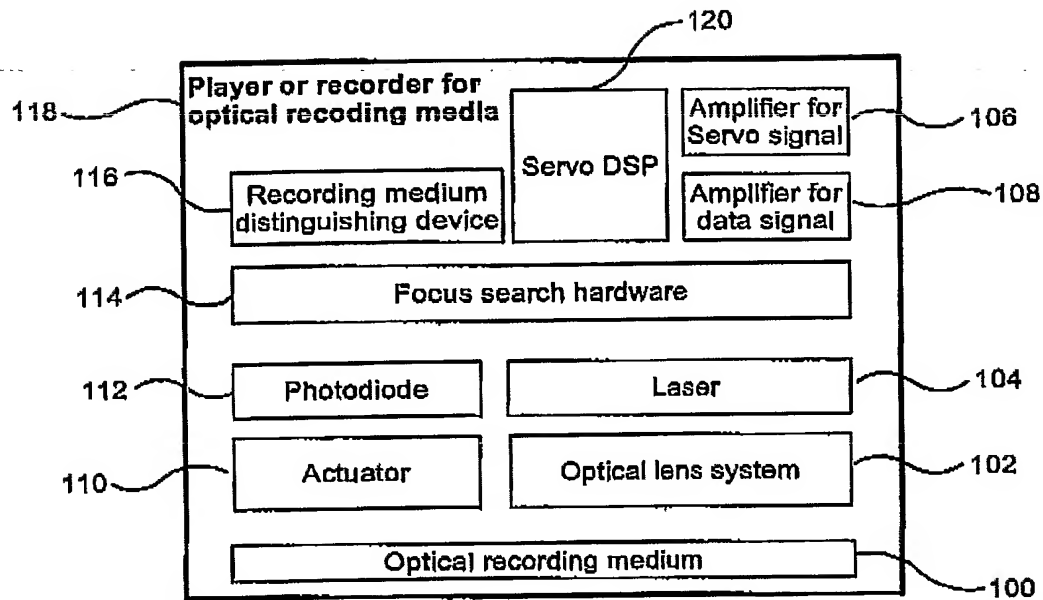 120
Player or recorder for
optical recoding media
118
Servo DSP
Amplifier for
Servo signal
106
116
Recording medium
distinguishing device
Amplifier for
data signal
108
114
Focus search hardware
112
Photodiode
Laser
104
110
Actuator
Optical lens system
102
Optical recording medium
100